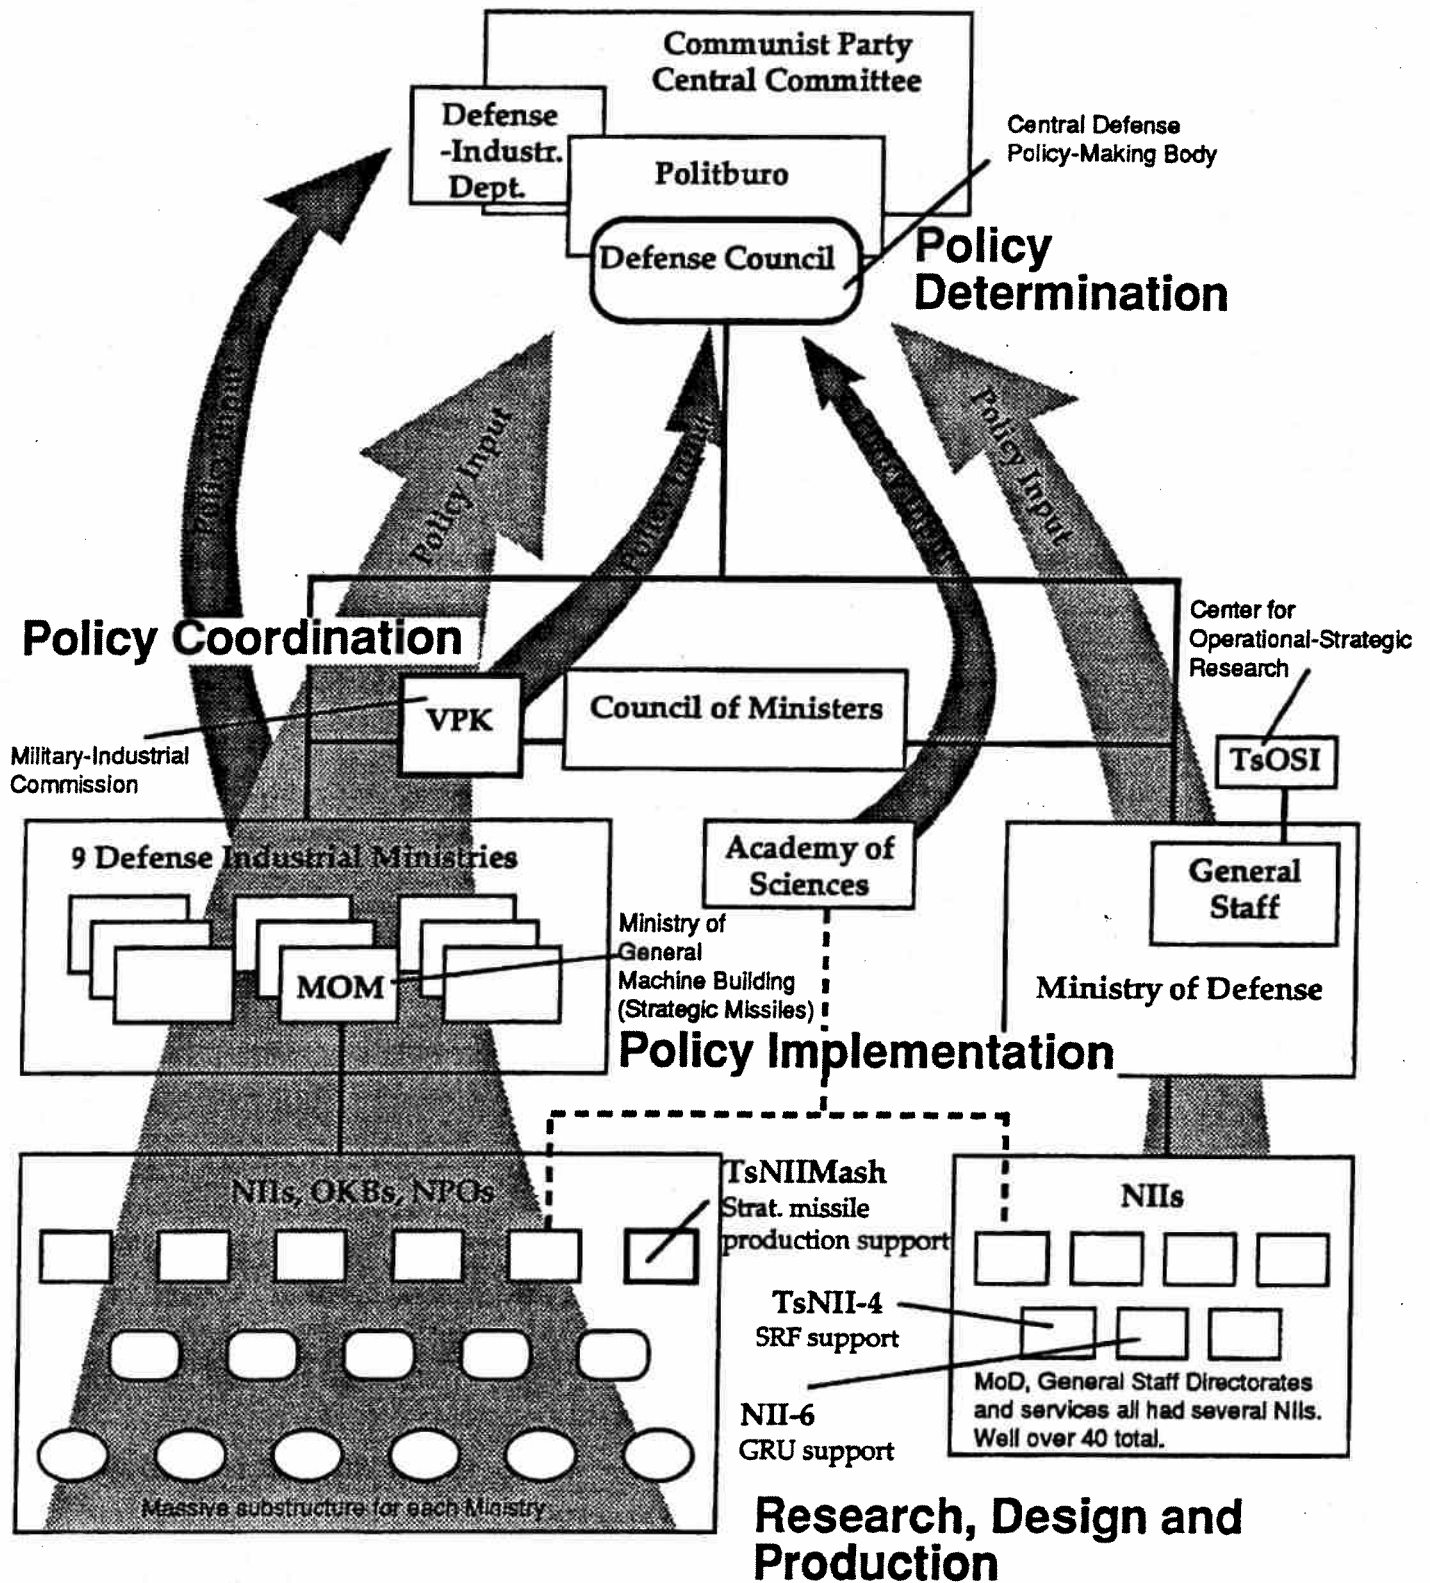 Communist Party
Central Committee
Defense
-Industr.
Dept.
Politburo
Central Defense
Policy-Making Body
Defense Council
Policy
Determination
Policy Input
Policy Input
Policy Input
Policy Input
Policy Input
Policy Coordination
Center for
Operational-Strategic
Research
VPK
Council of Ministers
Military-Industrial
Commission
TsOSI
9 Defense Industrial Ministries
Academy of
Sciences
General
Staff
Ministry of
General
Machine Building
(Strategic Missiles)
MOM
Ministry of Defense
Policy Implementation
NIIs, OKBs, NPOs
TsNIIMash
Strat. missile
production support
NIIs
TsNII-4
SRF support
NII-6
GRU support
MoD, General Staff Directorates
and services all had several NIIs.
Well over 40 total.
Massive substructure for each Ministry
Research, Design and
Production